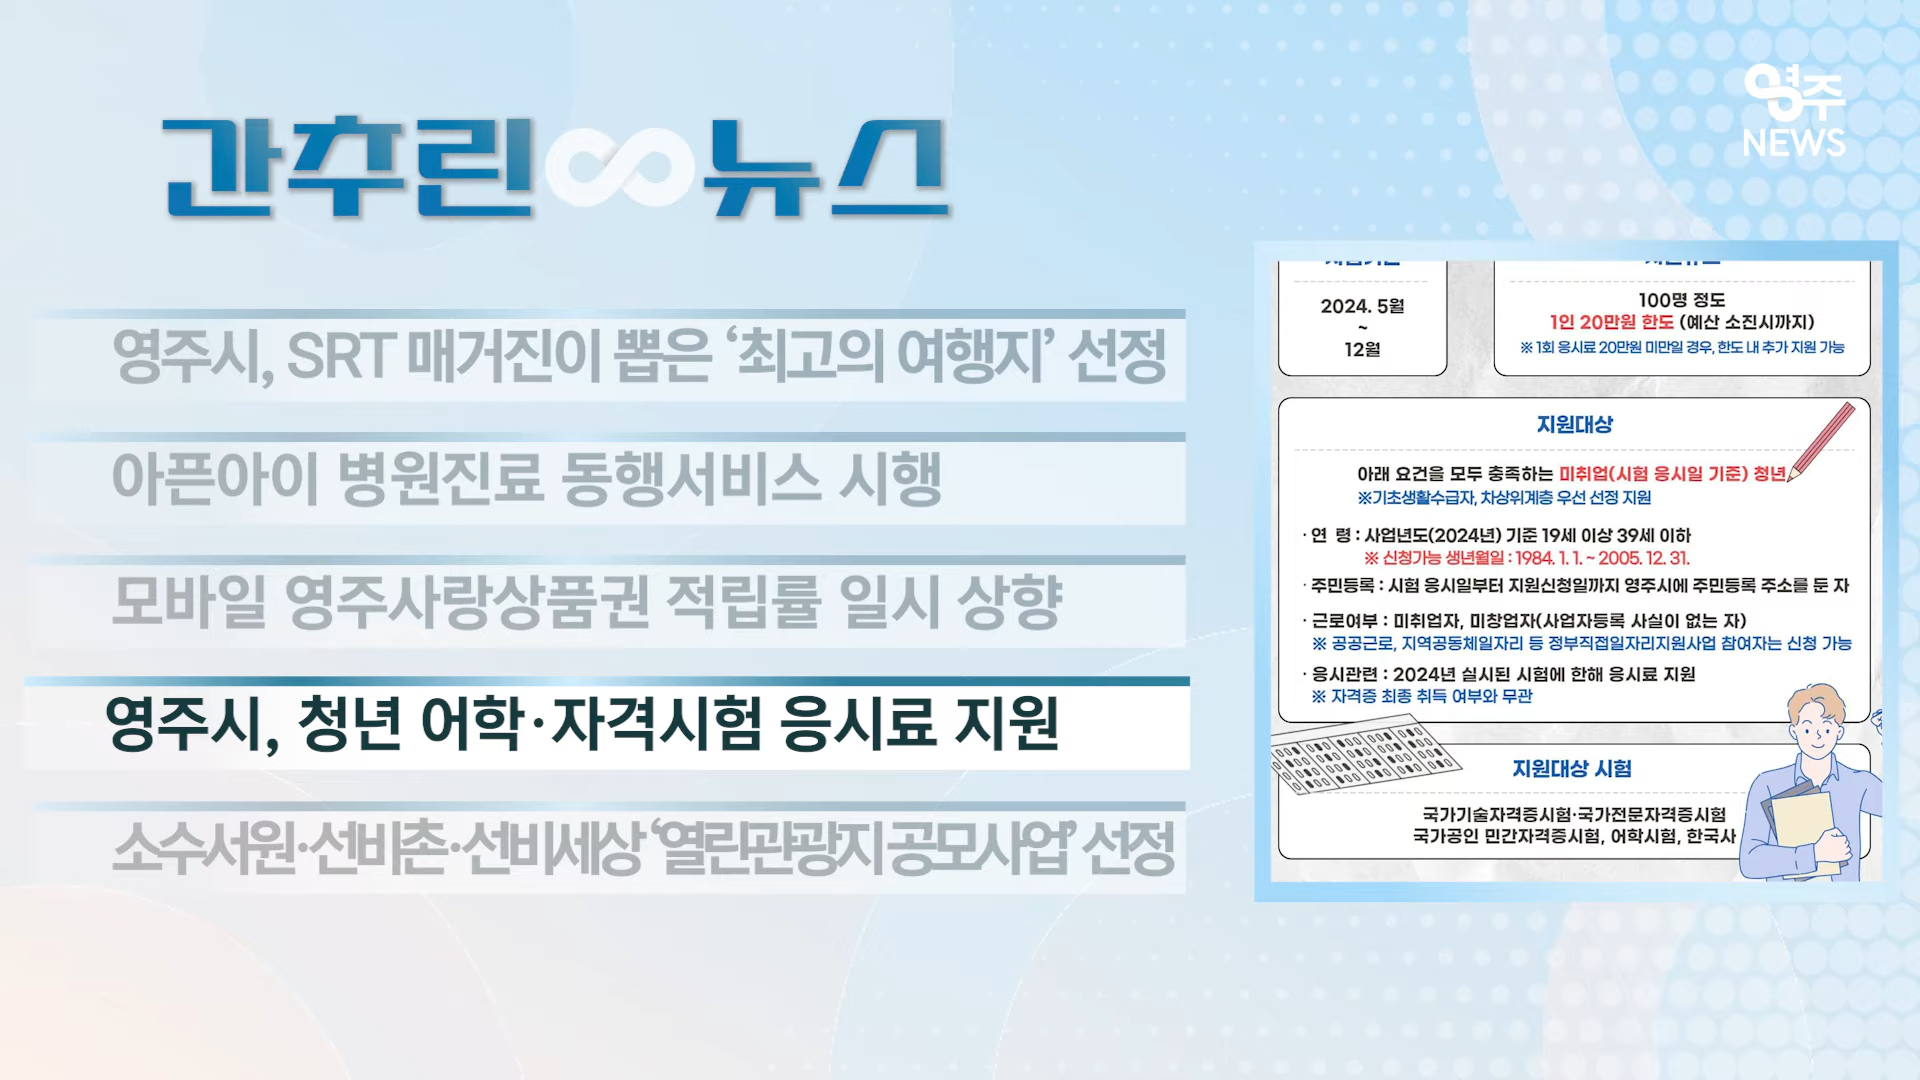 간추린 뉴스
영주
NEWS
영주시, SRT 매거진이 뽑은 ‘최고의 여행지’ 선정
아픈아이 병원진료 동행서비스 시행
모바일 영주사랑상품권 적립률 일시 상향
영주시, 청년 어학·자격시험 응시료 지원
소수서원·선비촌·선비세상 ‘열린관광지 공모사업’ 선정
2024. 5월
~
12월
100명 정도
1인 20만원 한도 (예산 소진시까지)
※ 1회 응시료 20만원 미만일 경우, 한도 내 추가 지원 가능
지원대상
아래 요건을 모두 충족하는 미취업(시험 응시일 기준) 청년
※기초생활수급자, 차상위계층 우선 선정 지원
· 연 령 : 사업년도(2024년) 기준 19세 이상 39세 이하
※ 신청가능 생년월일 : 1984. 1. 1. ~ 2005. 12. 31.
· 주민등록 : 시험 응시일부터 지원신청일까지 영주시에 주민등록 주소를 둔 자
· 근로여부 : 미취업자, 미창업자(사업자등록 사실이 없는 자)
※ 공공근로, 지역공동체일자리 등 정부직접일자리지원사업 참여자는 신청 가능
· 응시관련 : 2024년 실시된 시험에 한해 응시료 지원
※ 자격증 최종 취득 여부와 무관
지원대상 시험
국가기술자격증시험·국가전문자격증시험
국가공인 민간자격증시험, 어학시험, 한국사